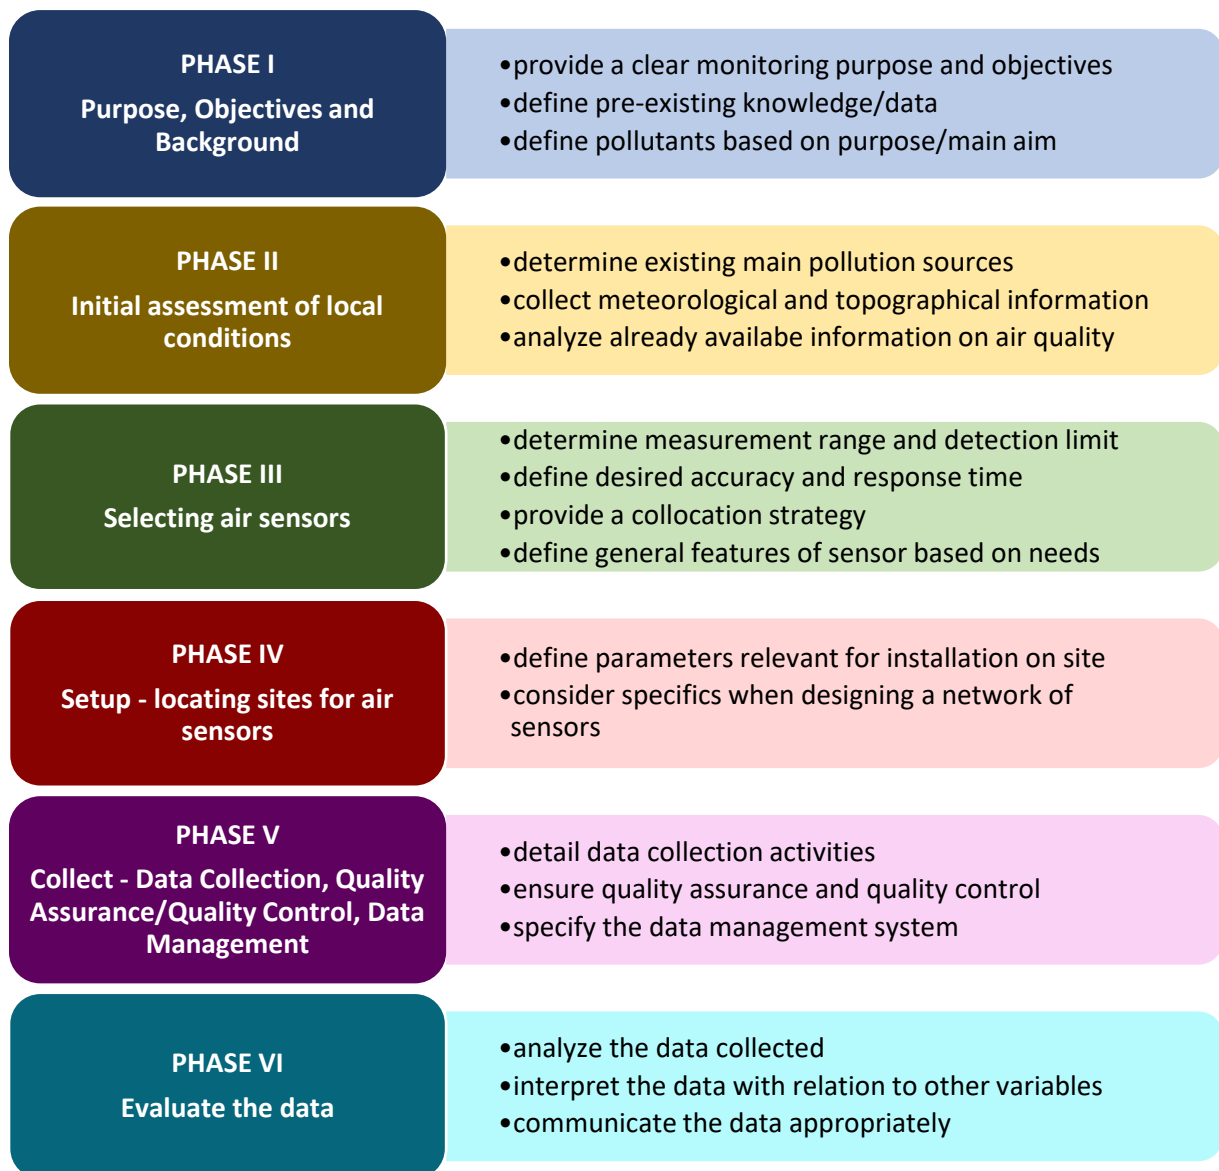 PHASE I
Purpose, Objectives and
Background
•provide a clear monitoring purpose and objectives
•define pre-existing knowledge/data
•define pollutants based on purpose/main aim
PHASE II
Initial assessment of local
conditions
•determine existing main pollution sources
•collect meteorological and topographical information
•analyze already availabe information on air quality
PHASE III
Selecting air sensors
•determine measurement range and detection limit
•define desired accuracy and response time
•provide a collocation strategy
•define general features of sensor based on needs
PHASE IV
Setup - locating sites for air
sensors
•define parameters relevant for installation on site
•consider specifics when designing a network of
sensors
PHASE V
Collect - Data Collection, Quality
Assurance/Quality Control, Data
Management
•detail data collection activities
•ensure quality assurance and quality control
•specify the data management system
PHASE VI
Evaluate the data
•analyze the data collected
•interpret the data with relation to other variables
•communicate the data appropriately